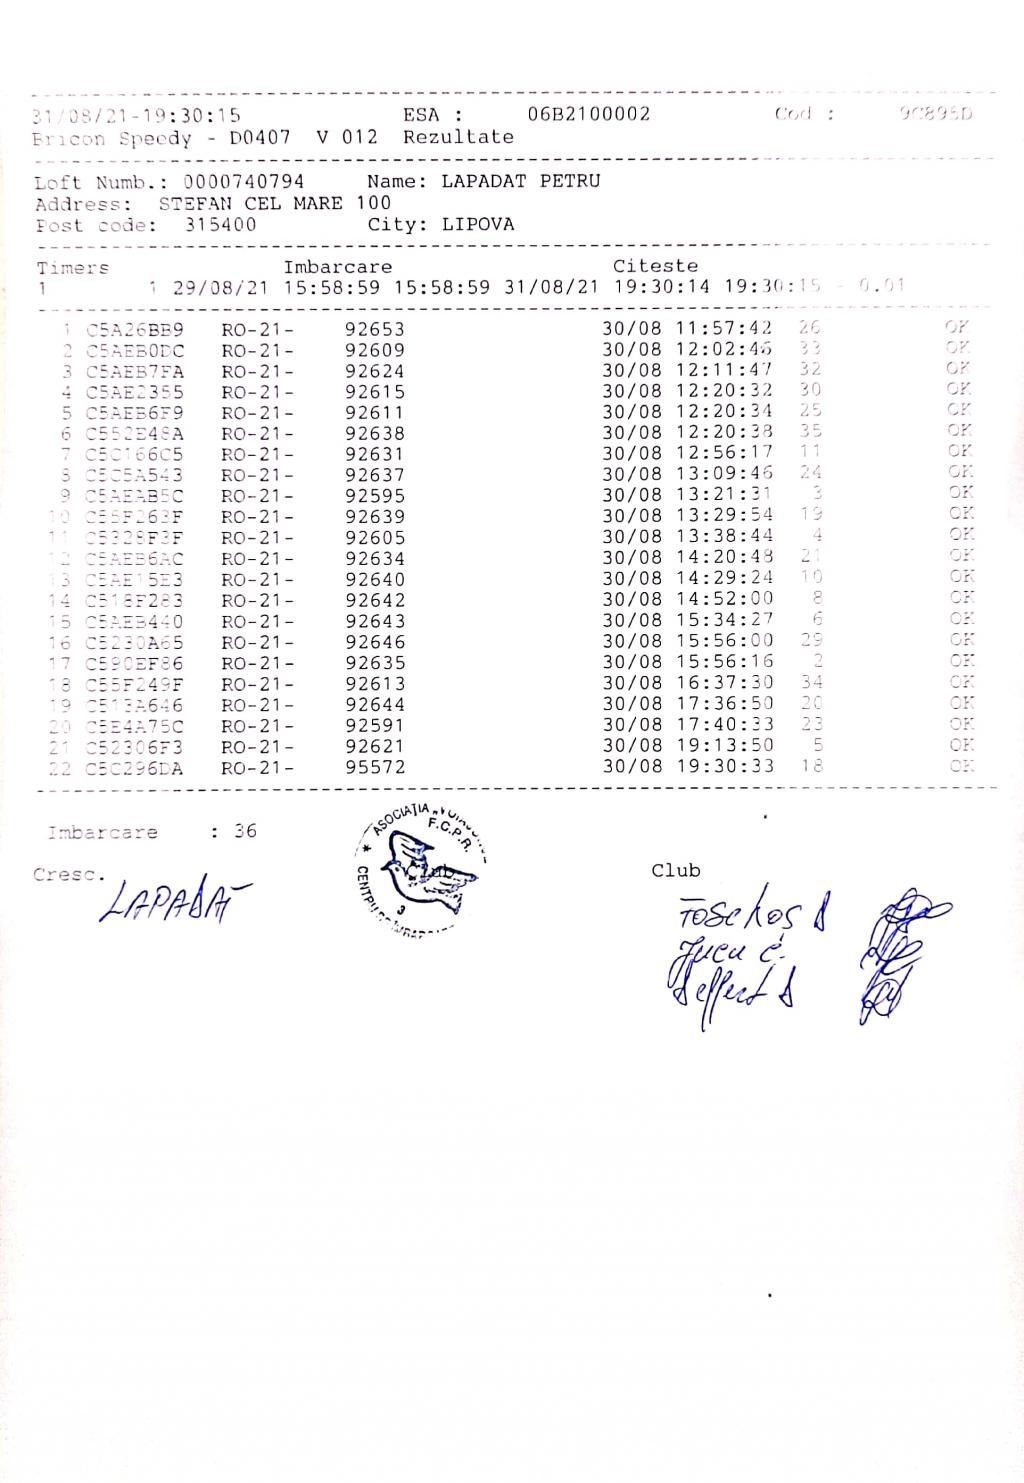 31/08/21-19:30:15 ESA : 06B2100002 Cod : 9C895D
Bricon Speedy - D0407 V 012 Rezultate
Loft Numb.: 0000740794 Name: LAPADAT PETRU
Address: STEFAN CEL MARE 100
Post code: 315400 City: LIPOVA
Timers Imbarcare Citeste
1 1 29/08/21 15:58:59 15:58:59 31/08/21 19:30:14 19:30:15 - 0.01
1 C5A26BB9 RO-21- 92653 30/08 11:57:42 26 OK
2 C5AEB0DC RO-21- 92609 30/08 12:02:46 33 OK
3 C5AEB7FA RO-21- 92624 30/08 12:11:47 32 OK
4 C5AE2355 RO-21- 92615 30/08 12:20:32 30 OK
5 C5AEB6F9 RO-21- 92611 30/08 12:20:34 25 OK
6 C552E48A RO-21- 92638 30/08 12:20:38 35 OK
7 C5C166C5 RO-21- 92631 30/08 12:56:17 11 OK
8 C5C5A543 RO-21- 92637 30/08 13:09:46 24 OK
9 C5AEAB5C RO-21- 92595 30/08 13:21:31 3 OK
10 C55F263F RO-21- 92639 30/08 13:29:54 19 OK
11 C5328F3F RO-21- 92605 30/08 13:38:44 4 OK
12 C5AEB6AC RO-21- 92634 30/08 14:20:48 21 OK
13 C5AE15E3 RO-21- 92640 30/08 14:29:24 10 OK
14 C518F283 RO-21- 92642 30/08 14:52:00 8 OK
15 C5AEB440 RO-21- 92643 30/08 15:34:27 6 OK
16 C5230A65 RO-21- 92646 30/08 15:56:00 29 OK
17 C590EF86 RO-21- 92635 30/08 15:56:16 2 OK
18 C55F249F RO-21- 92613 30/08 16:37:30 34 OK
19 C513A646 RO-21- 92644 30/08 17:36:50 20 OK
20 C5E4A75C RO-21- 92591 30/08 17:40:33 23 OK
21 C52306F3 RO-21- 92621 30/08 19:13:50 5 OK
22 C5C296DA RO-21- 95572 30/08 19:30:33 18 OK
Imbarcare : 36
ASOCIAȚIA
F.C.P.R.
Club
3
Cresc. Club
LAPADAT